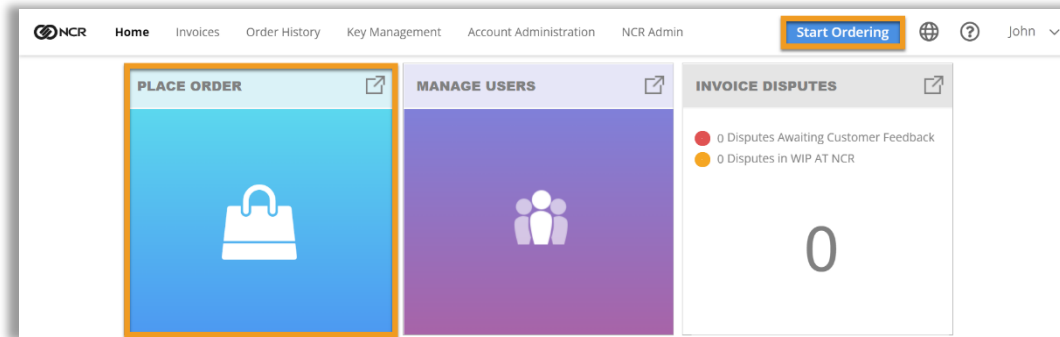 NCR Home Invoices Order History Key Management Account Administration NCR Admin Start Ordering ? John
PLACE ORDER
MANAGE USERS
INVOICE DISPUTES
0 Disputes Awaiting Customer Feedback
0 Disputes in WIP AT NCR
0